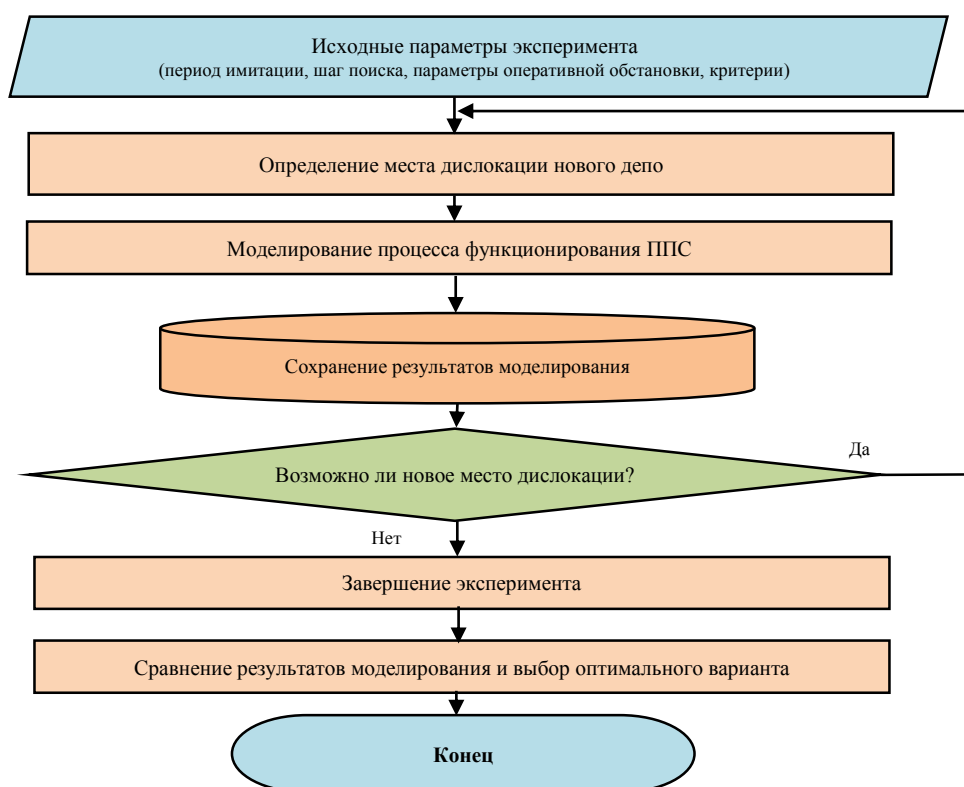 Исходные параметры эксперимента
(период имитации, шаг поиска, параметры оперативной обстановки, критерии)
Определение места дислокации нового депо
Моделирование процесса функционирования ППС
Сохранение результатов моделирования
Да
Возможно ли новое место дислокации?
Нет
Завершение эксперимента
Сравнение результатов моделирования и выбор оптимального варианта
Конец